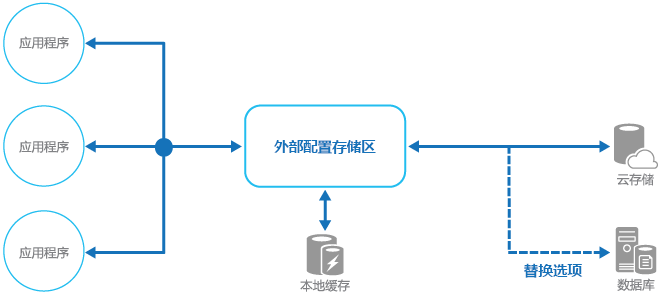 应用程序
应用程序
应用程序
外部配置存储区
本地缓存
云存储
替换选项
数据库